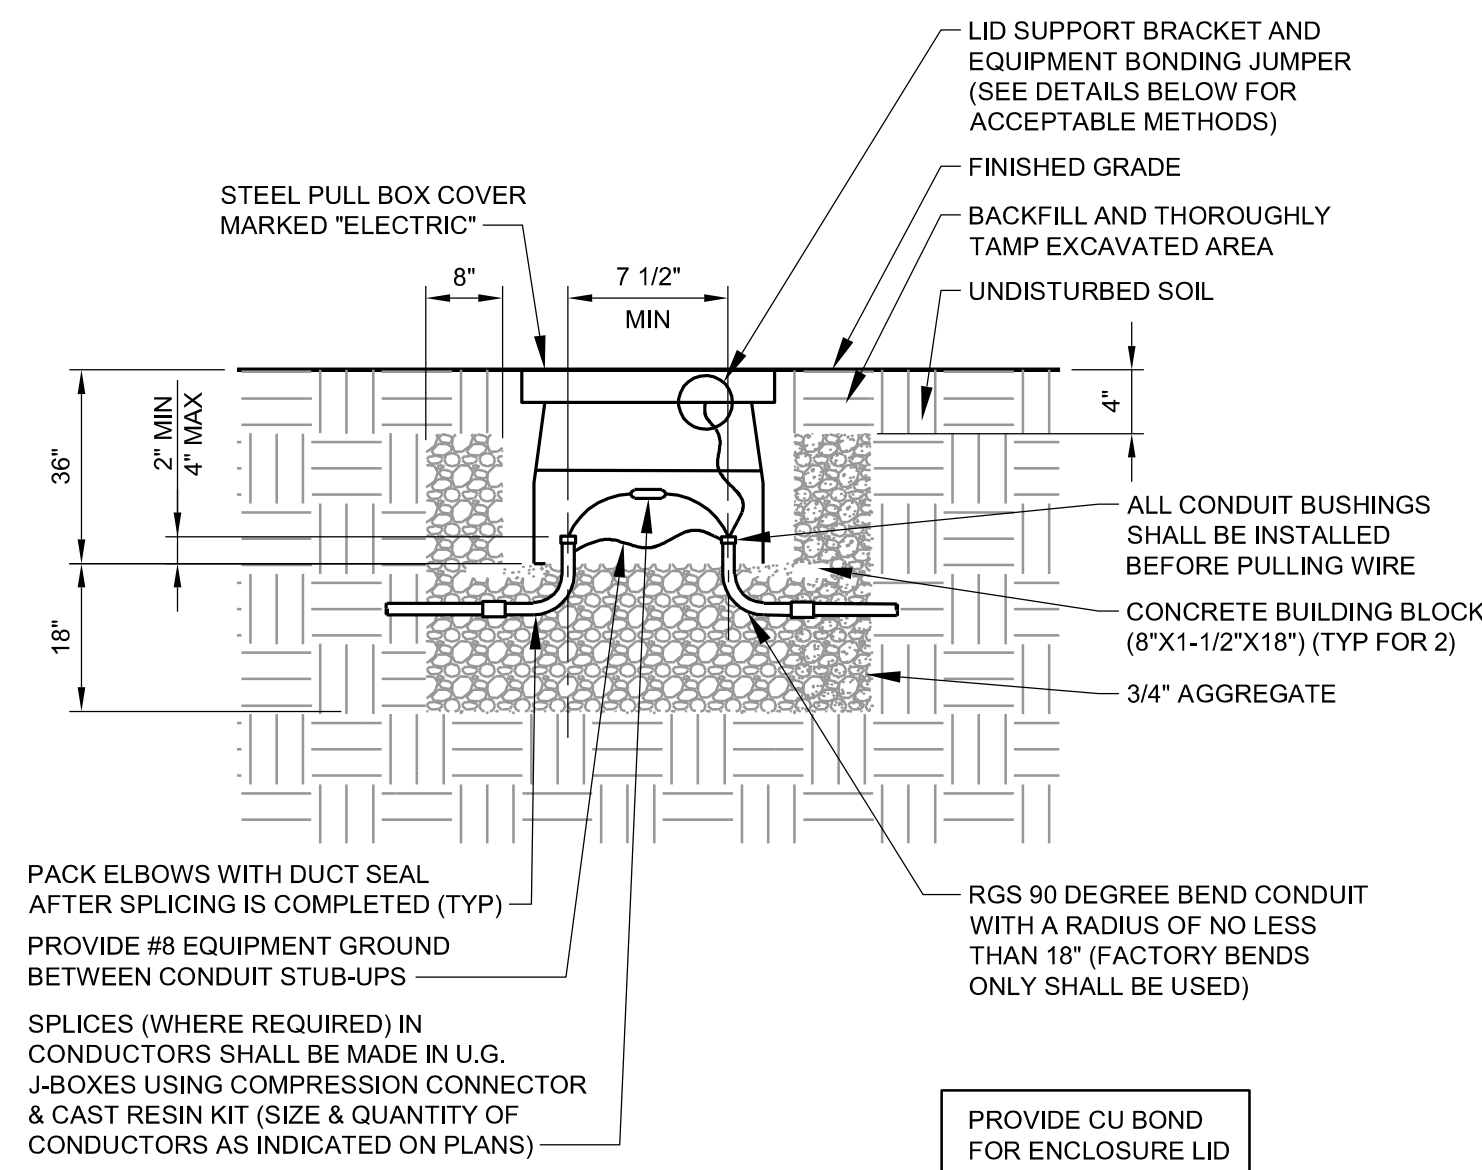 LID SUPPORT BRACKET AND
EQUIPMENT BONDING JUMPER
(SEE DETAILS BELOW FOR
ACCEPTABLE METHODS)
FINISHED GRADE
STEEL PULL BOX COVER
MARKED "ELECTRIC"
BACKFILL AND THOROUGHLY
TAMP EXCAVATED AREA
8"
7 1/2"
MIN
UNDISTURBED SOIL
36"
2" MIN
4" MAX
4"
18"
ALL CONDUIT BUSHINGS
SHALL BE INSTALLED
BEFORE PULLING WIRE
CONCRETE BUILDING BLOCK
(8"X1-1/2"X18") (TYP FOR 2)
3/4" AGGREGATE
PACK ELBOWS WITH DUCT SEAL
AFTER SPLICING IS COMPLETED (TYP)
PROVIDE #8 EQUIPMENT GROUND
BETWEEN CONDUIT STUB-UPS
SPLICES (WHERE REQUIRED) IN
CONDUCTORS SHALL BE MADE IN U.G.
J-BOXES USING COMPRESSION CONNECTOR
& CAST RESIN KIT (SIZE & QUANTITY OF
CONDUCTORS AS INDICATED ON PLANS)
RGS 90 DEGREE BEND CONDUIT
WITH A RADIUS OF NO LESS
THAN 18" (FACTORY BENDS
ONLY SHALL BE USED)
PROVIDE CU BOND
FOR ENCLOSURE LID